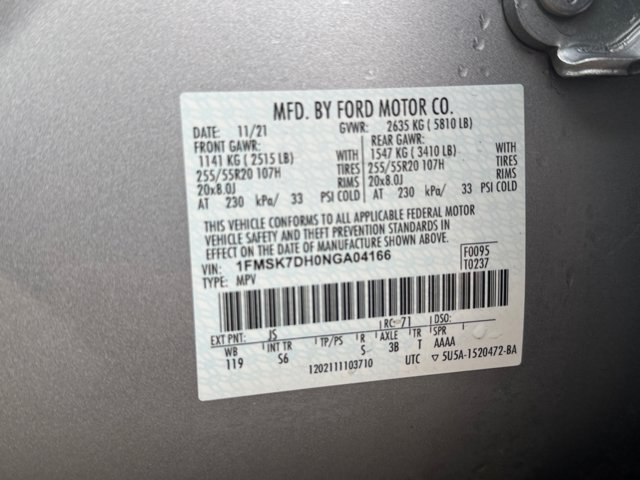 MFD. BY FORD MOTOR CO.
DATE: 11/21 GVWR: 2635 KG ( 5810 LB)
FRONT GAWR: REAR GAWR:
1141 KG ( 2515 LB) WITH 1547 KG ( 3410 LB) WITH
255/55R20 107H TIRES 255/55R20 107H TIRES
20x8.0J RIMS 20x8.0J RIMS
AT 230 kPa/ 33 PSI COLD AT 230 kPa/ 33 PSI COLD
THIS VEHICLE CONFORMS TO ALL APPLICABLE FEDERAL MOTOR
VEHICLE SAFETY AND THEFT PREVENTION STANDARDS IN
EFFECT ON THE DATE OF MANUFACTURE SHOWN ABOVE.
VIN: 1FMSK7DH0NGA04166 F0095
TYPE: MPV T0237
EXT PNT: JS RC: 71 DSO:
WB INT TR TP/PS R AXLE TR SPR
119 S6 S 3B T AAAA
1202111103710 UTC ▽ 5U5A-1520472-BA